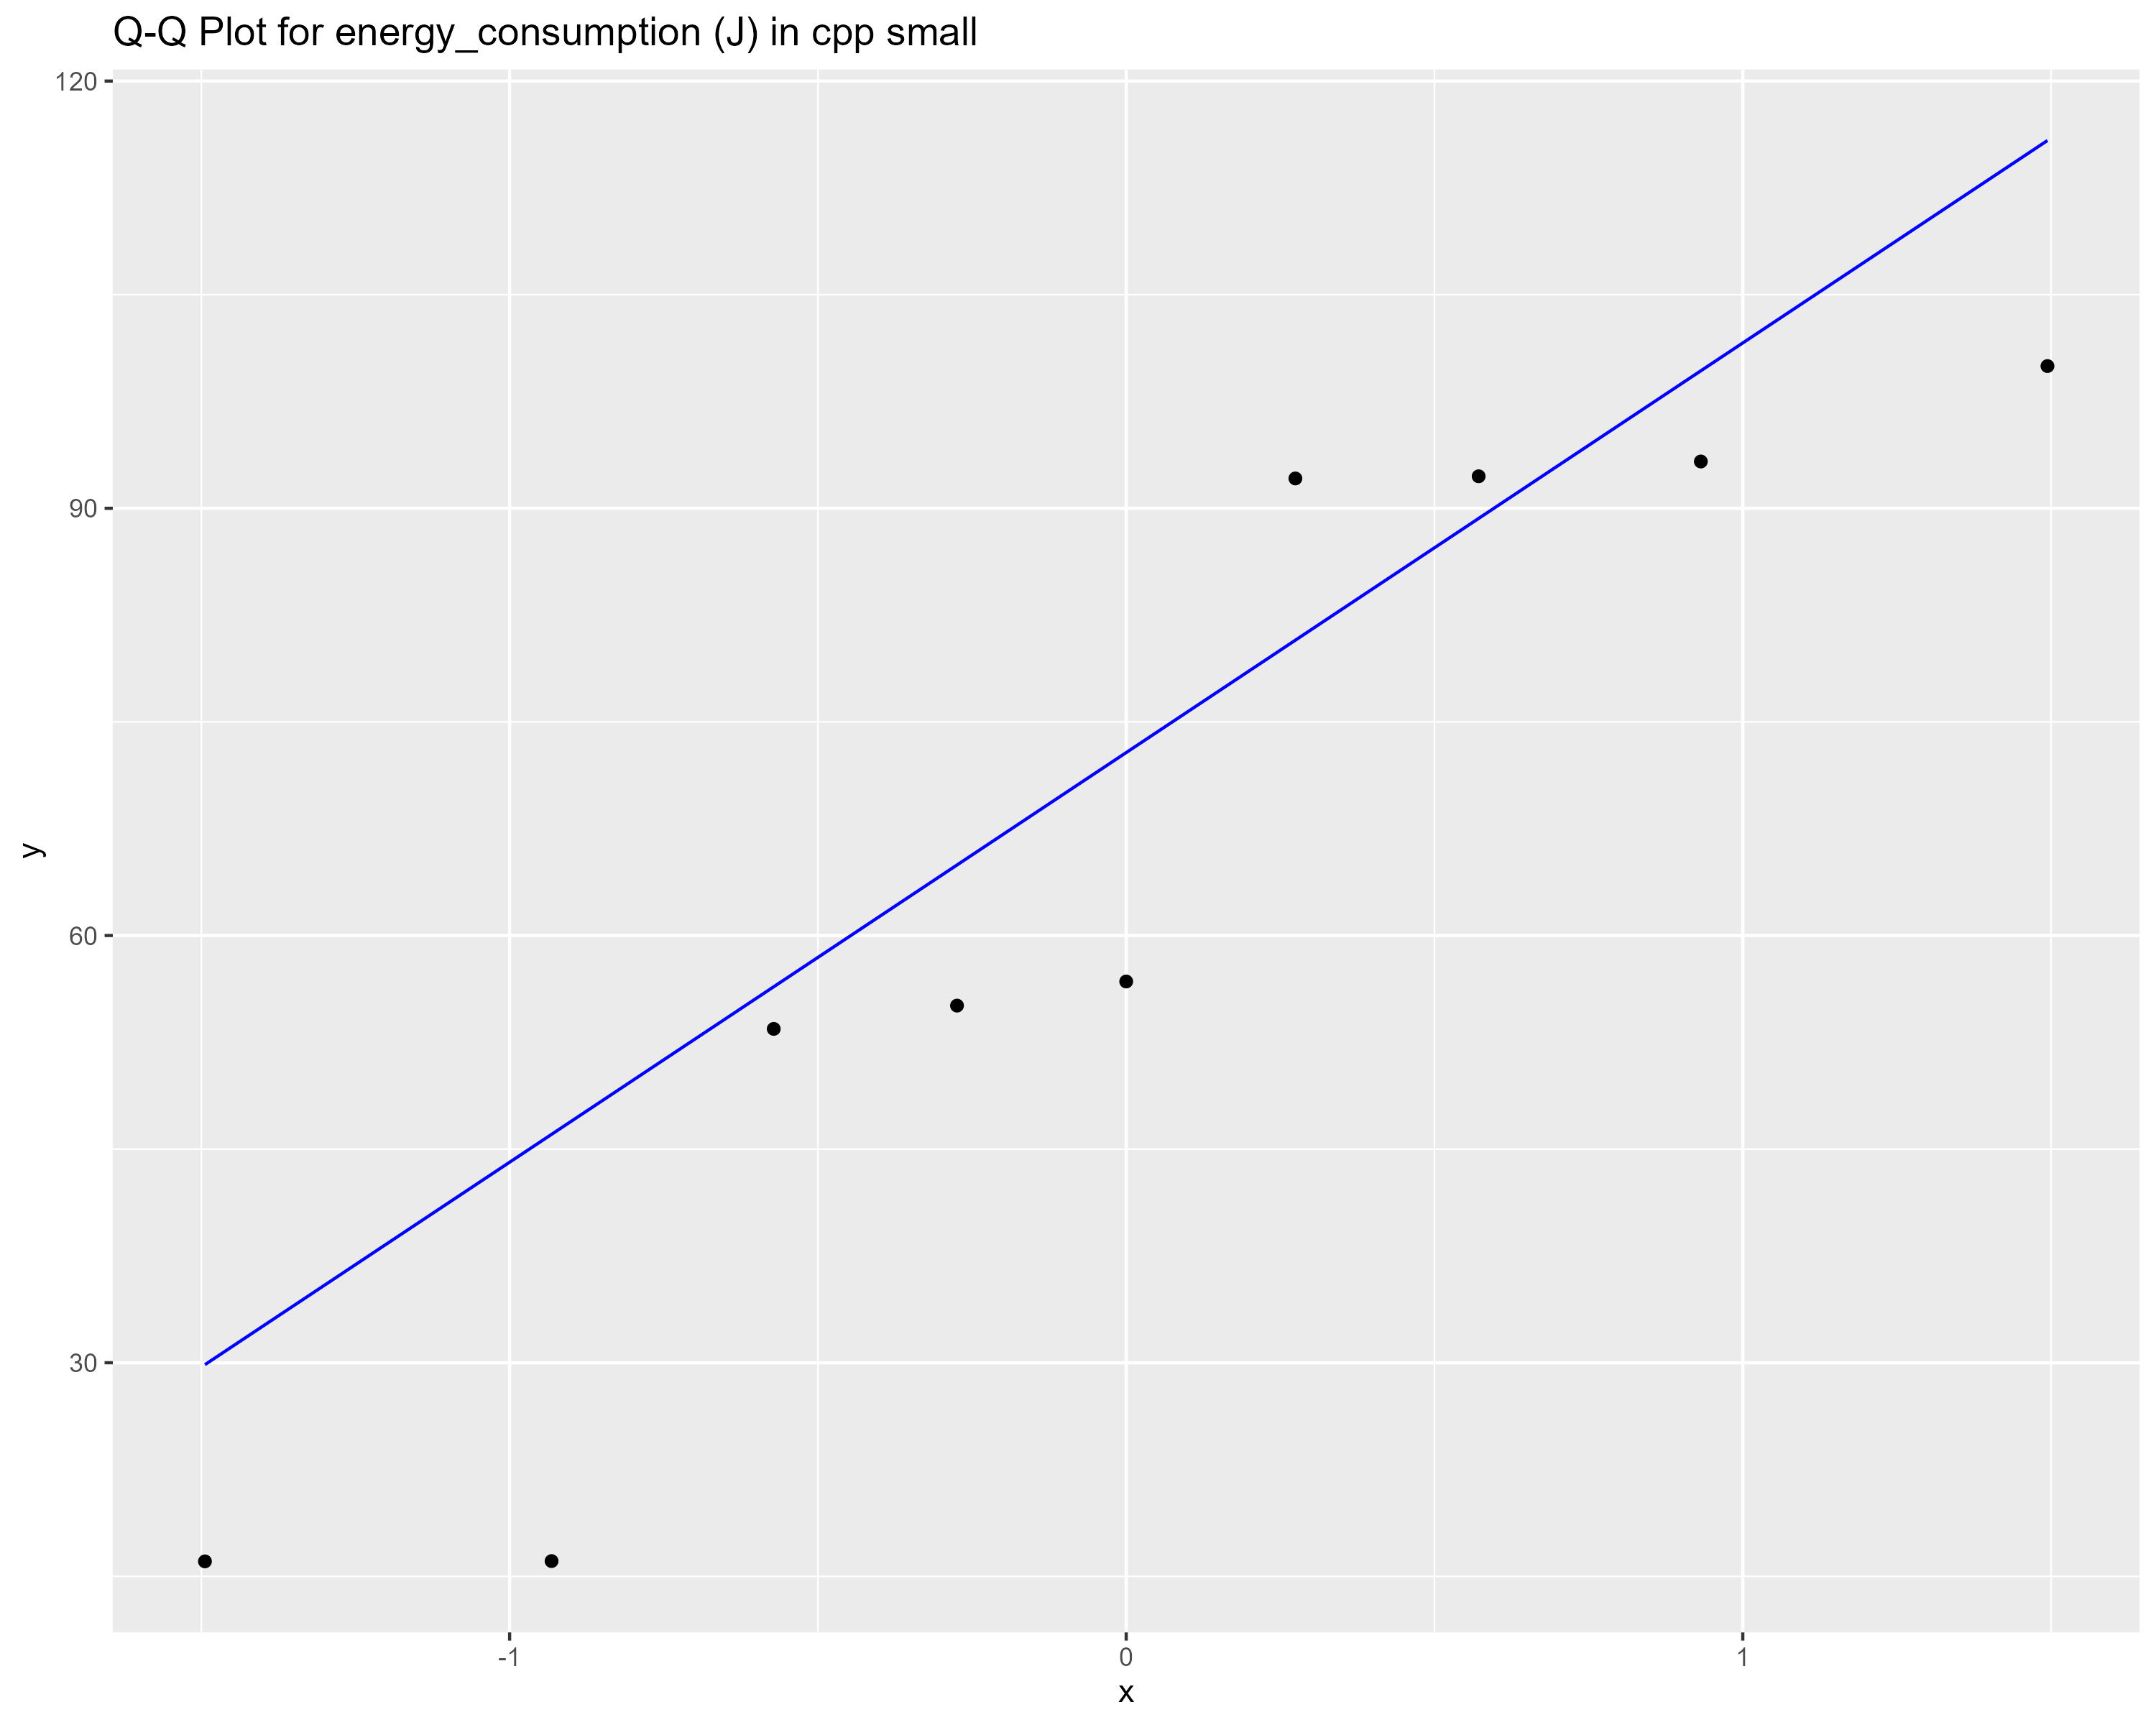 Q-Q Plot for energy_consumption (J) in cpp small
120
90
60
30
y
-1
0
1
x